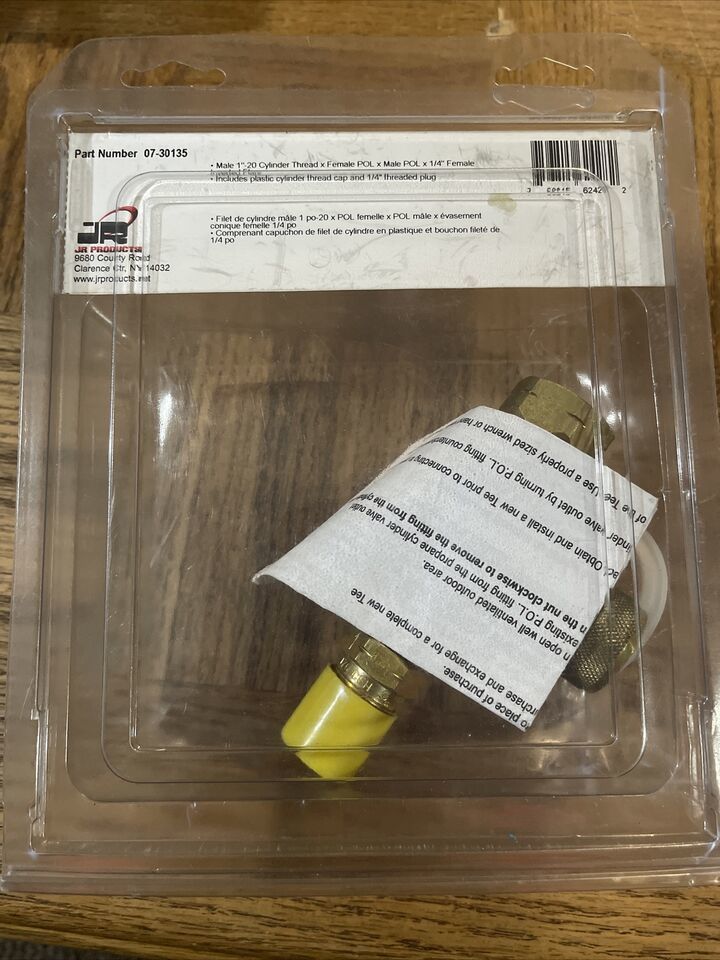 Part Number 07-30135
• Male 1"-20 Cylinder Thread x Female POL x Male POL x 1/4" Female
• Includes plastic cylinder thread cap and 1/4" threaded plug
• Filet de cylindre mâle 1 po-20 x POL femelle x POL mâle x évasement
conique femelle 1/4 po
• Comprenant capuchon de filet de cylindre en plastique et bouchon fileté de
1/4 po
JR
JR PRODUCTS
9680 County Road
Clarence Ctr, NY 14032
www.jrproducts.net
6242 2
to place of purchase.
purchase and exchange for a complete new Tee
n open well ventilated outdoor area.
existing P.O.L. fitting from the propane cylinder valve outlet
n the nut clockwise to remove the fitting from the cylinder
Obtain and install a new Tee prior to connecting
valve outlet by turning P.O.L. fitting
of the Tee. Use a properly sized wrench or